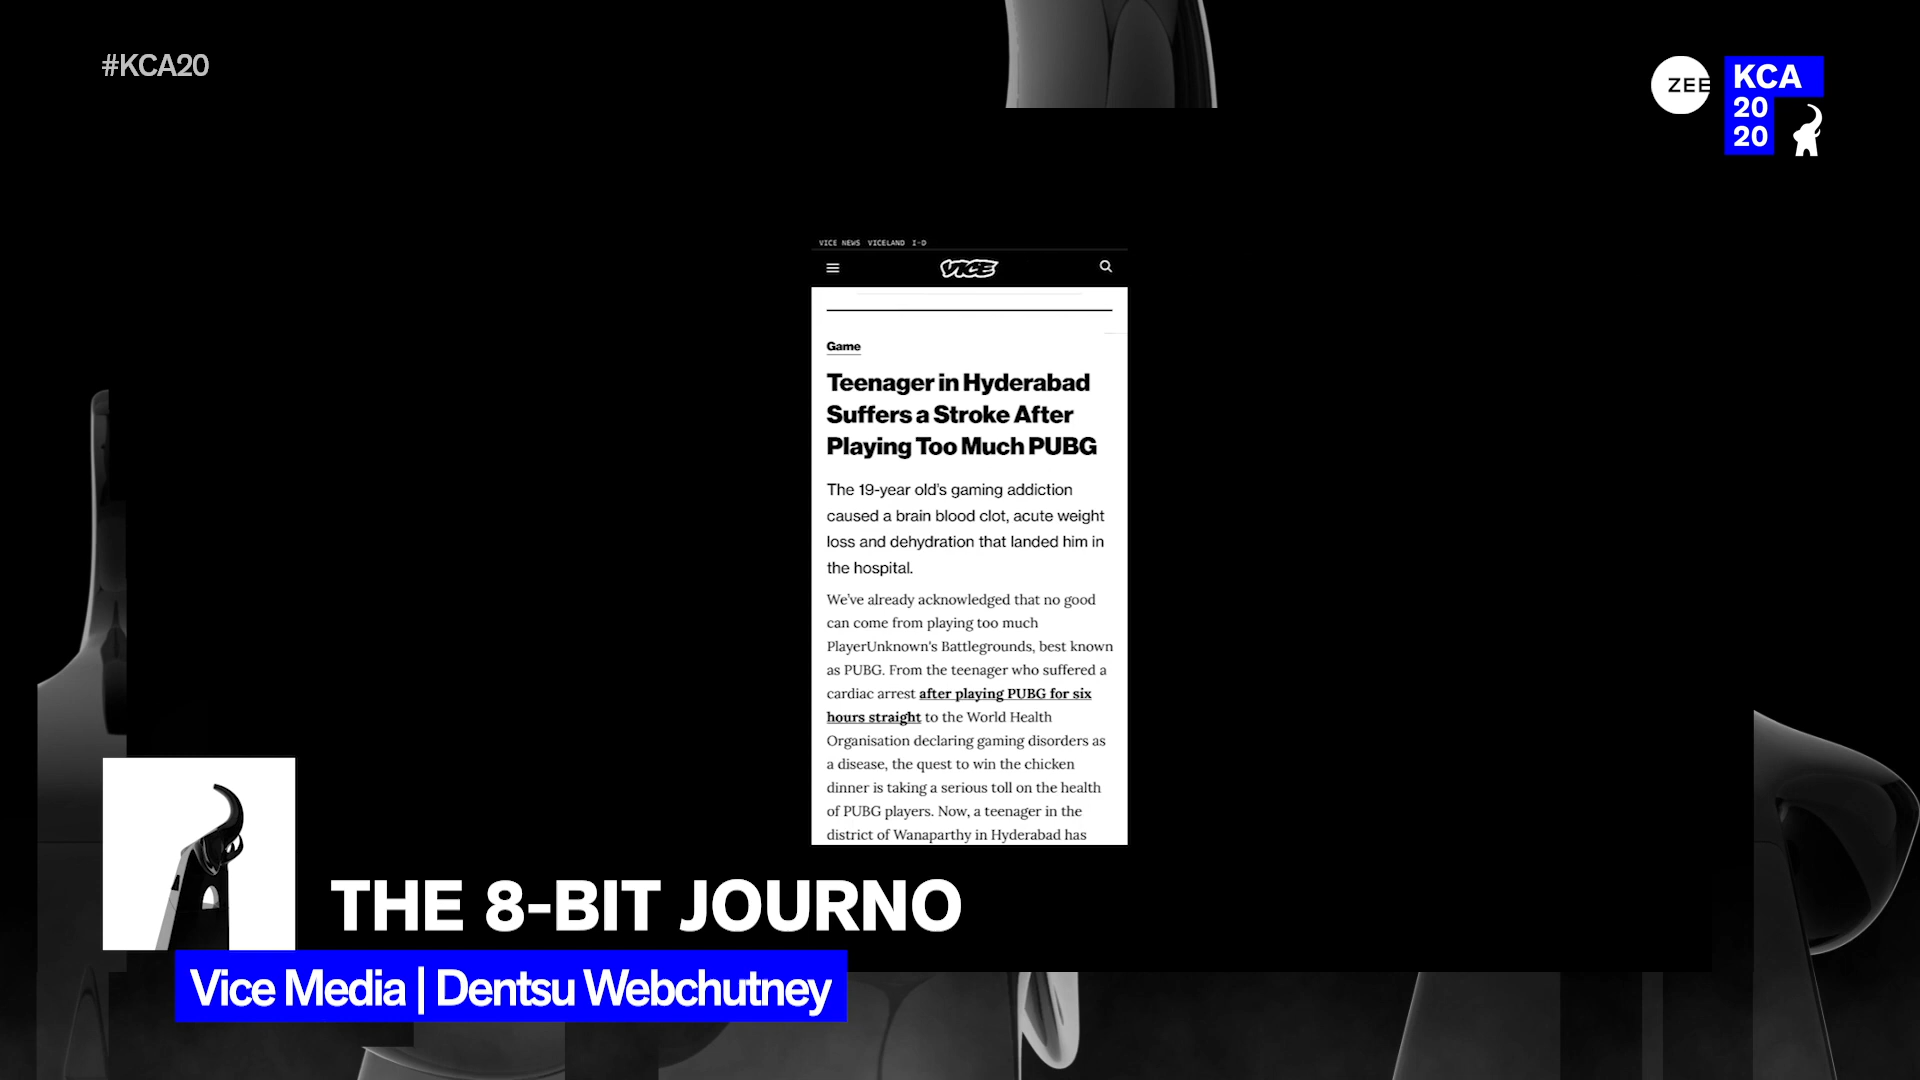 #KCA20
ZEE
KCA
20
20
VICE NEWS VICELAND I-D
VICE
Game
Teenager in Hyderabad
Suffers a Stroke After
Playing Too Much PUBG
The 19-year old's gaming addiction
caused a brain blood clot, acute weight
loss and dehydration that landed him in
the hospital.
We've already acknowledged that no good
can come from playing too much
PlayerUnknown's Battlegrounds, best known
as PUBG. From the teenager who suffered a
cardiac arrest after playing PUBG for six
hours straight to the World Health
Organisation declaring gaming disorders as
a disease, the quest to win the chicken
dinner is taking a serious toll on the health
of PUBG players. Now, a teenager in the
district of Wanaparthy in Hyderabad has
THE 8-BIT JOURNO
Vice Media | Dentsu Webchutney